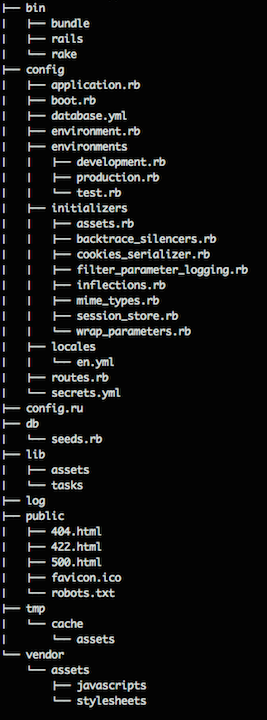 ├── bin
│   ├── bundle
│   ├── rails
│   └── rake
├── config
│   ├── application.rb
│   ├── boot.rb
│   ├── database.yml
│   ├── environment.rb
│   ├── environments
│   │   ├── development.rb
│   │   ├── production.rb
│   │   └── test.rb
│   ├── initializers
│   │   ├── assets.rb
│   │   ├── backtrace_silencers.rb
│   │   ├── cookies_serializer.rb
│   │   ├── filter_parameter_logging.rb
│   │   ├── inflections.rb
│   │   ├── mime_types.rb
│   │   ├── session_store.rb
│   │   └── wrap_parameters.rb
│   ├── locales
│   │   └── en.yml
│   ├── routes.rb
│   └── secrets.yml
├── config.ru
├── db
│   └── seeds.rb
├── lib
│   ├── assets
│   └── tasks
├── log
├── public
│   ├── 404.html
│   ├── 422.html
│   ├── 500.html
│   ├── favicon.ico
│   └── robots.txt
├── tmp
│   └── cache
│       └── assets
└── vendor
    └── assets
        ├── javascripts
        └── stylesheets